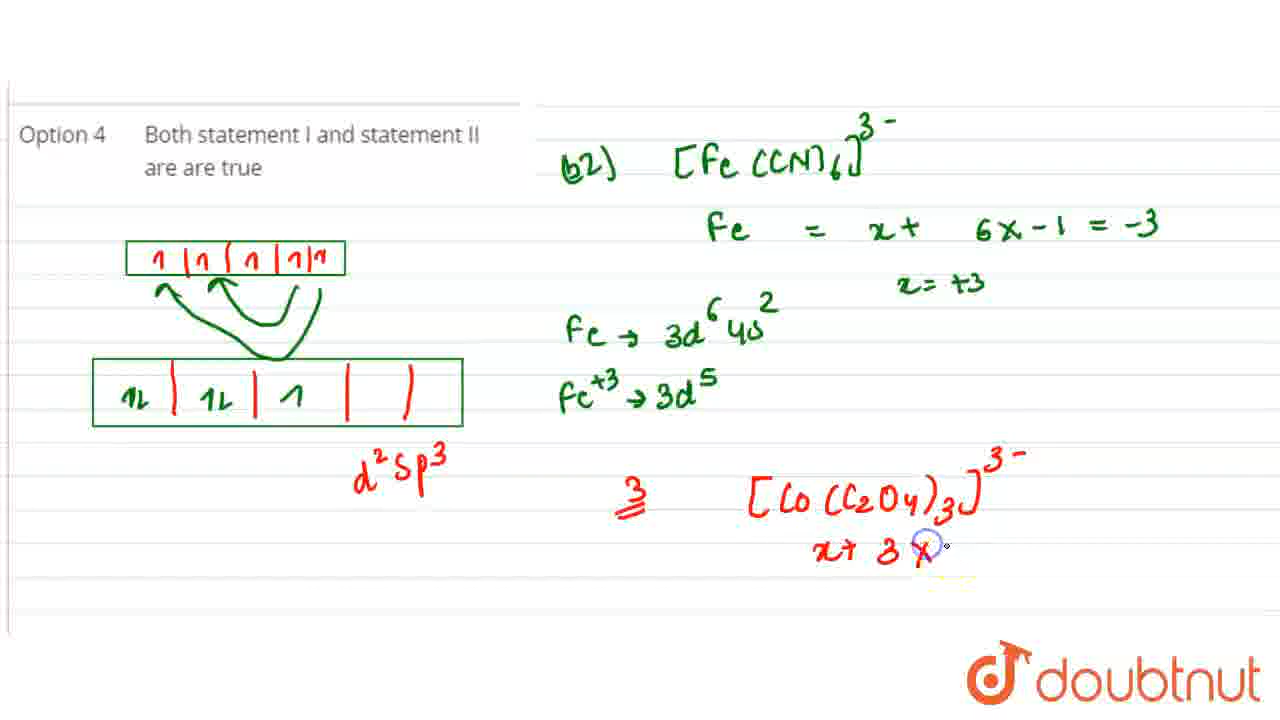 Option 4 Both statement I and statement II
are are true
b2) [Fe (CN)6]3-
Fe = x + 6x-1 = -3
x = +3
Fe → 3d6 4s2
Fe+3 → 3d5
1 | 1 | 1 | 1 | 1
1L | 1L | 1 | |
d2sp3
3 [Co (C2O4)3]3-
x + 3 x
doubtnut